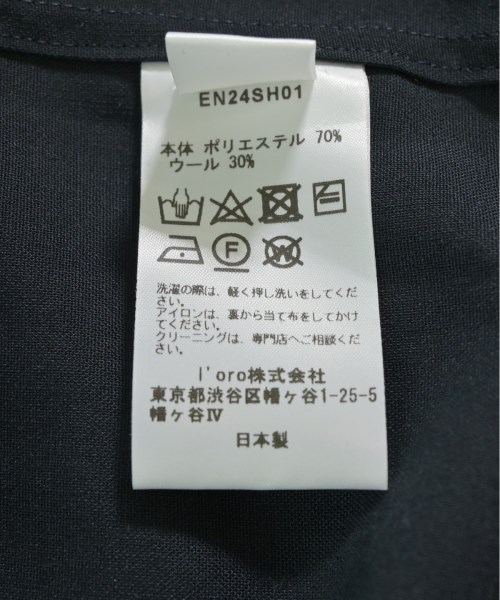 EN24SH01
本体 ポリエステル 70%
ウール 30%
F
W
洗濯の際は、軽く押し洗いをしてくだ
さい。
アイロンは、裏から当て布をしてかけ
てください。
クリーニングは、専門店へご相談くだ
さい。
l'oro株式会社
東京都渋谷区幡ヶ谷1-25-5
幡ヶ谷Ⅳ
日本製